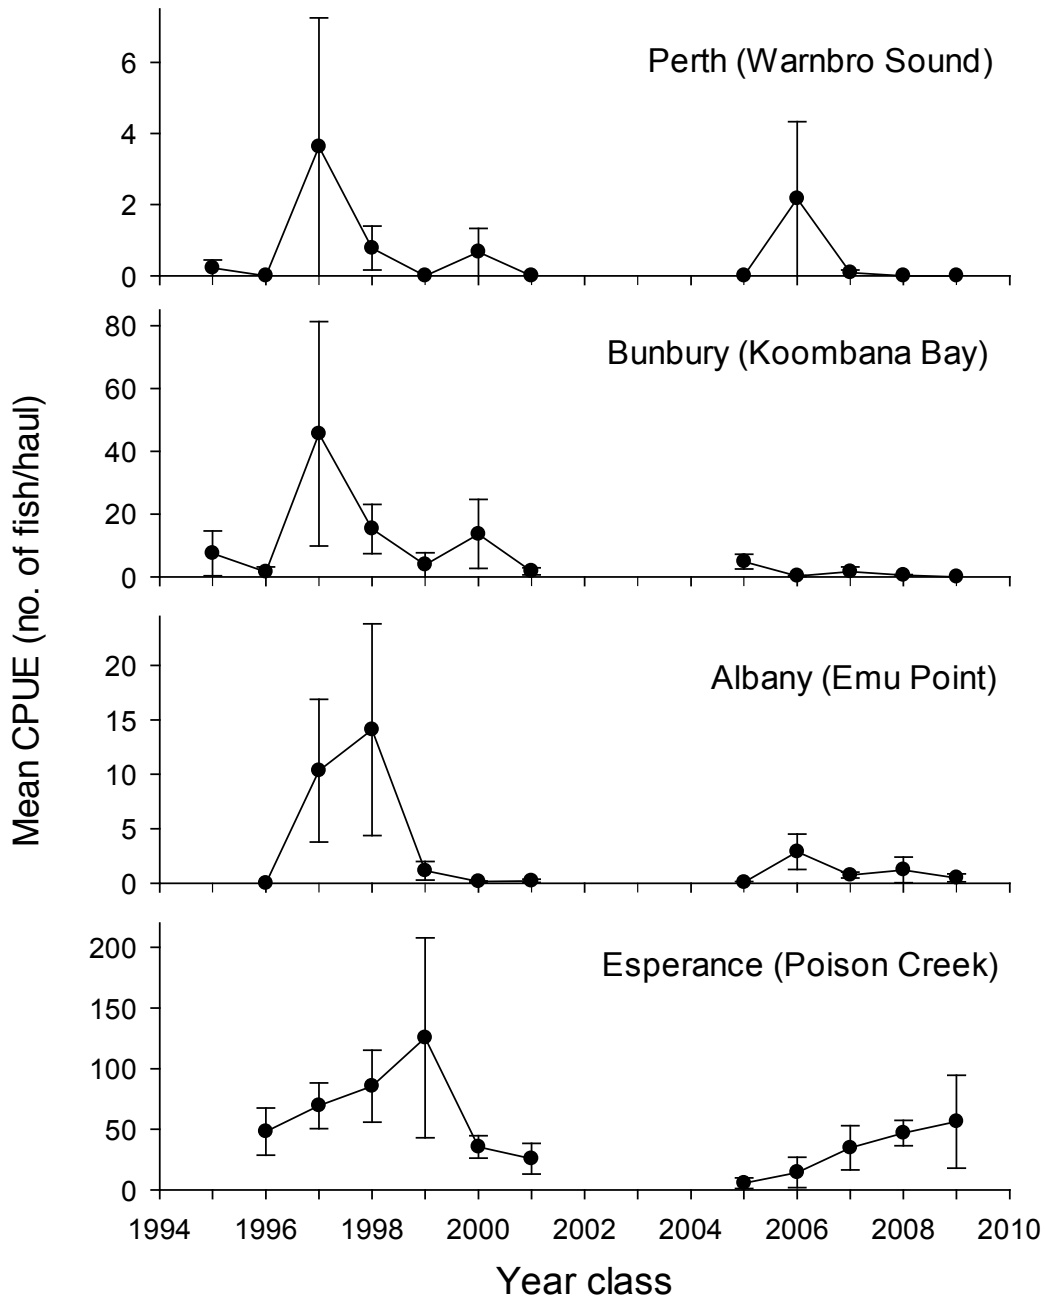 Perth (Warnbro Sound)
6
4
2
0
Bunbury (Koombana Bay)
80
60
40
20
0
Mean CPUE (no. of fish/haul)
Albany (Emu Point)
20
15
10
5
0
Esperance (Poison Creek)
200
150
100
50
0
1994 1996 1998 2000 2002 2004 2006 2008 2010
Year class